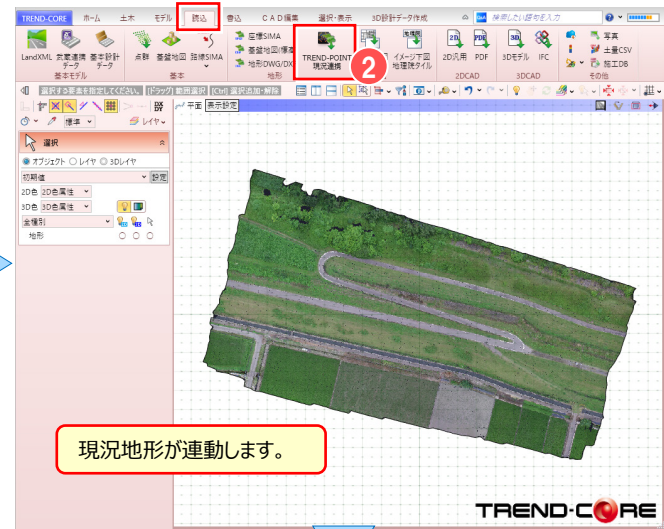 TREND-CORE ホーム 土木 モデル 読込 書込 CAD編集 選択・表示 3D設計データ作成 検索したい語句を入力
LandXML 武蔵連携データ 基本設計データ 点群 基盤地図 路線SIMA 座標SIMA 基盤地図(標高) 地形DWG/DX TREND-POINT 現況連携 2 イメージ下図 地理院タイル 2D汎用 PDF 3Dモデル IFC 写真 土量CSV 施工DB
基本モデル 基本 地形 2DCAD 3DCAD その他
選択する要素を指定してください。 [ドラッグ] 範囲選択 [Ctrl] 選択追加・解除
平面 表示設定
標準 レイヤ
選択
オブジェクト レイヤ 3Dレイヤ
初期値 設定
2D色 2D色属性
3D色 3D色属性
全種別
地形
現況地形が連動します。
TREND-CORE